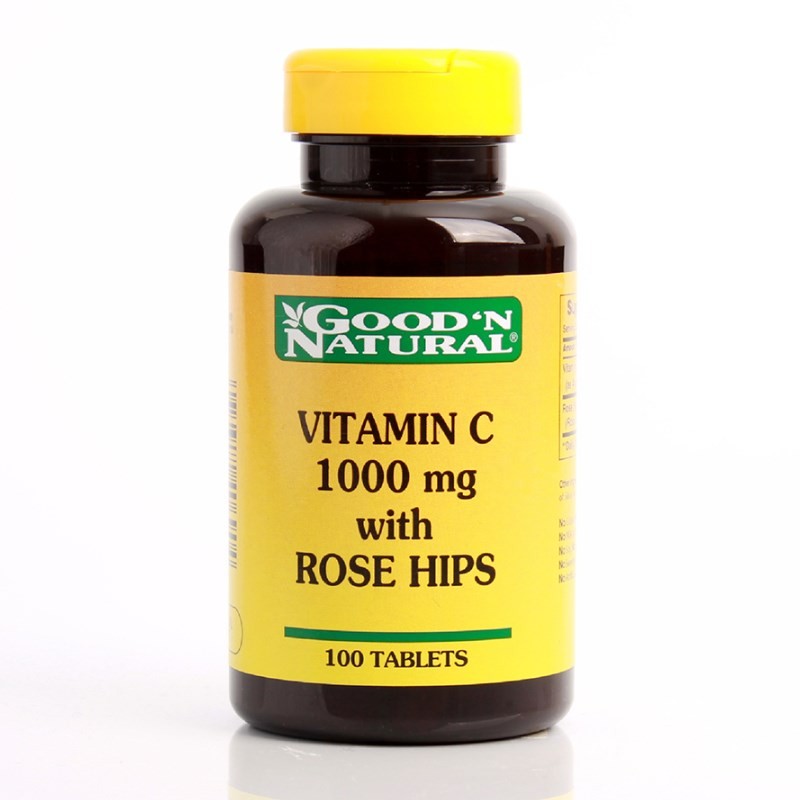 GOOD 'N
NATURAL®
VITAMIN C
1000 mg
with
ROSE HIPS
100 TABLETS